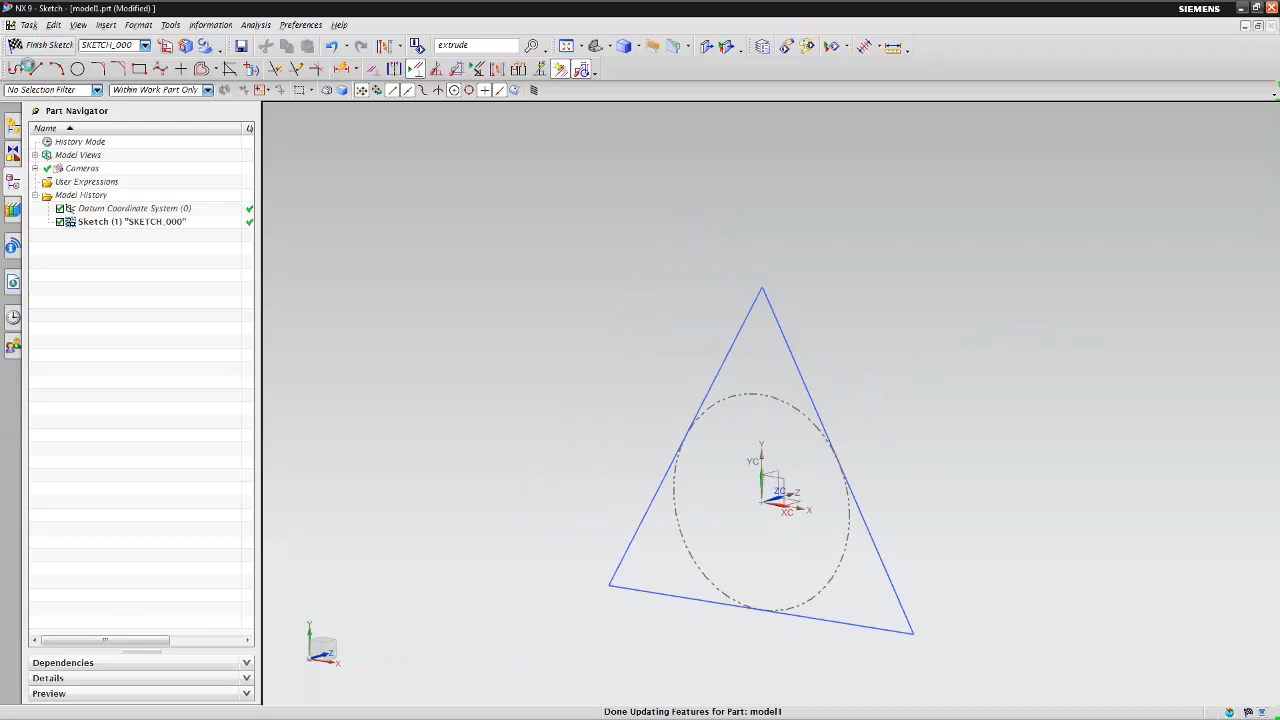 NX 9 - Sketch - [model1.prt (Modified) ]
SIEMENS
Task Edit View Insert Format Tools Information Analysis Preferences Help
Finish Sketch SKETCH_000 extrude
No Selection Filter Within Work Part Only
Part Navigator
Name
History Mode
Model Views
Cameras
User Expressions
Model History
Datum Coordinate System (0)
Sketch (1) "SKETCH_000"
Y
YC
ZC Z
XC X
Y
Z
X
Dependencies
Details
Preview
Done Updating Features for Part: model1